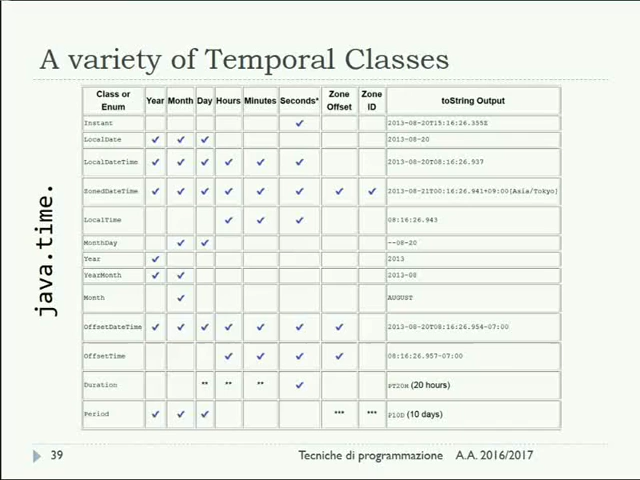 A variety of Temporal Classes
java.time.
Class or Enum Year Month Day Hours Minutes Seconds* Zone Offset Zone ID toString Output
Instant ✓ 2013-08-20T15:16:26.355Z
LocalDate ✓ ✓ ✓ 2013-08-20
LocalDateTime ✓ ✓ ✓ ✓ ✓ ✓ 2013-08-20T08:16:26.937
ZonedDateTime ✓ ✓ ✓ ✓ ✓ ✓ ✓ ✓ 2013-08-21T00:16:26.941+09:00[Asia/Tokyo]
LocalTime ✓ ✓ ✓ 08:16:26.943
MonthDay ✓ ✓ --08-20
Year ✓ 2013
YearMonth ✓ ✓ 2013-08
Month ✓ AUGUST
OffsetDateTime ✓ ✓ ✓ ✓ ✓ ✓ ✓ 2013-08-20T08:16:26.954-07:00
OffsetTime ✓ ✓ ✓ ✓ 08:16:26.957-07:00
Duration ** ** ** ✓ PT20H (20 hours)
Period ✓ ✓ ✓ *** *** P10D (10 days)
39 Tecniche di programmazione A.A. 2016/2017